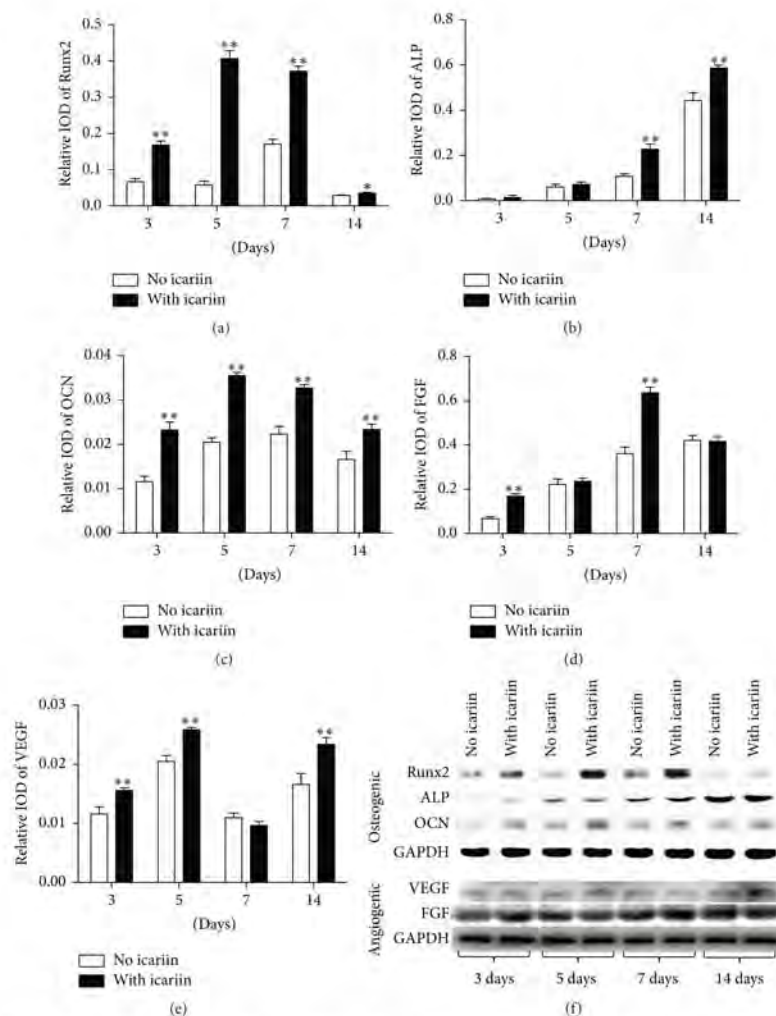 Relative IOD of Runx2
0.5
0.4
0.3
0.2
0.1
0.0
**
**
**
*
3 5 7 14
(Days)
No icariin
With icariin
(a)
Relative IOD of ALP
0.8
0.6
0.4
0.2
0.0
**
**
3 5 7 14
(Days)
No icariin
With icariin
(b)
Relative IOD of OCN
0.04
0.03
0.02
0.01
0.00
**
**
**
**
3 5 7 14
(Days)
No icariin
With icariin
(c)
Relative IOD of FGF
0.8
0.6
0.4
0.2
0.0
**
**
3 5 7 14
(Days)
No icariin
With icariin
(d)
Relative IOD of VEGF
0.03
0.02
0.01
0.00
**
**
**
3 5 7 14
(Days)
No icariin
With icariin
(e)
No icariin
With icariin
No icariin
With icariin
No icariin
With icariin
No icariin
With icariin
Osteogenic
Runx2
ALP
OCN
GAPDH
Angiogenic
VEGF
FGF
GAPDH
3 days 5 days 7 days 14 days
(f)